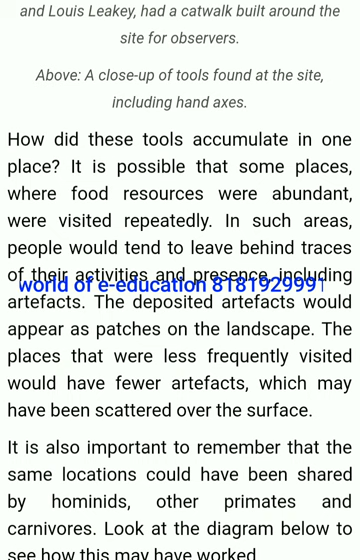 and Louis Leakey, had a catwalk built around the
site for observers.
Above: A close-up of tools found at the site,
including hand axes.
How did these tools accumulate in one
place? It is possible that some places,
where food resources were abundant,
were visited repeatedly. In such areas,
people would tend to leave behind traces
of their activities and presence, including
world of e-education 8181929991
artefacts. The deposited artefacts would
appear as patches on the landscape. The
places that were less frequently visited
would have fewer artefacts, which may
have been scattered over the surface.
It is also important to remember that the
same locations could have been shared
by hominids, other primates and
carnivores. Look at the diagram below to
see how this may have worked